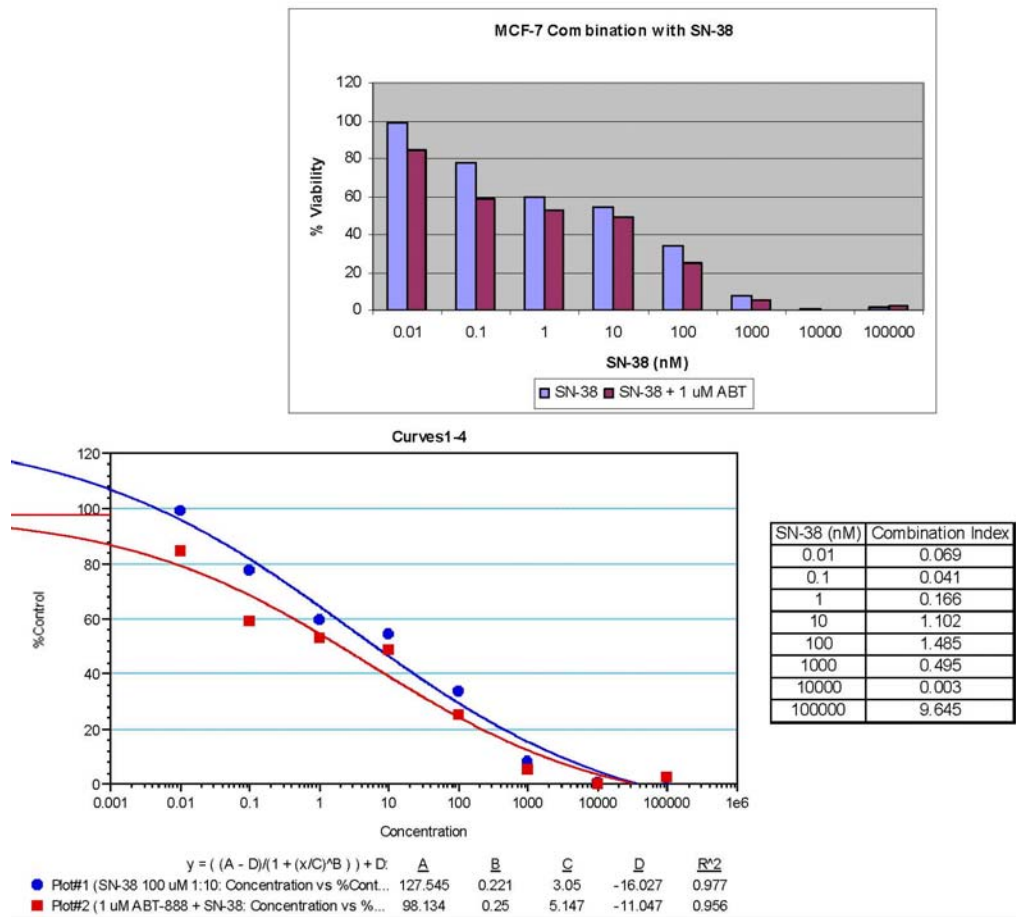 MCF-7 Combination with SN-38
120
100
80
60
40
20
0
% Viability
0.01 0.1 1 10 100 1000 10000 100000
SN-38 (nM)
SN-38 SN-38 + 1 uM ABT
Curves1-4
120
100
80
60
40
20
0
%Control
0.001 0.01 0.1 1 10 100 1000 10000 100000 1e6
Concentration
SN-38 (nM) Combination Index
0.01 0.069
0.1 0.041
1 0.166
10 1.102
100 1.485
1000 0.495
10000 0.003
100000 9.645
y = ( (A - D)/(1 + (x/C)^B ) ) + D: A B C D R^2
Plot#1 (SN-38 100 uM 1:10: Concentration vs %Cont... 127.545 0.221 3.05 -16.027 0.977
Plot#2 (1 uM ABT-888 + SN-38: Concentration vs %... 98.134 0.25 5.147 -11.047 0.956